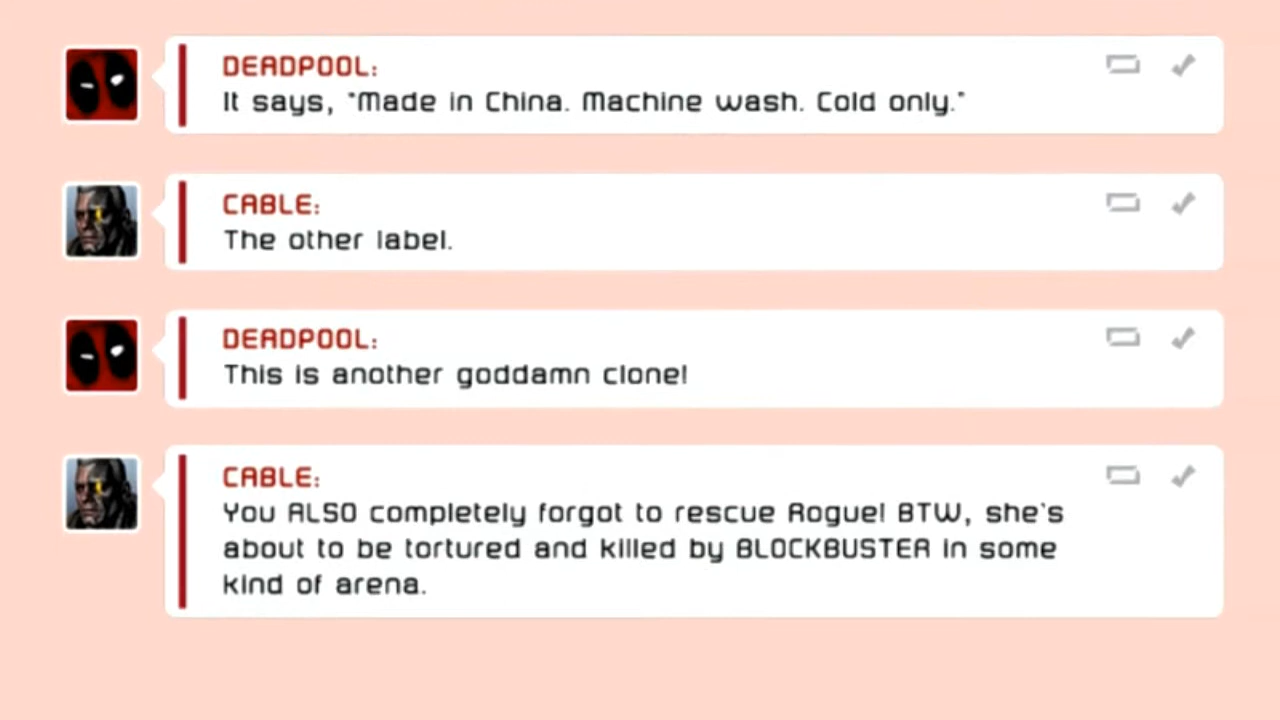 DEADPOOL:
It says, "Made in China. Machine wash. Cold only."
CABLE:
The other label.
DEADPOOL:
This is another goddamn clone!
CABLE:
You ALSO completely forgot to rescue Rogue! BTW, she's
about to be tortured and killed by BLOCKBUSTER in some
kind of arena.